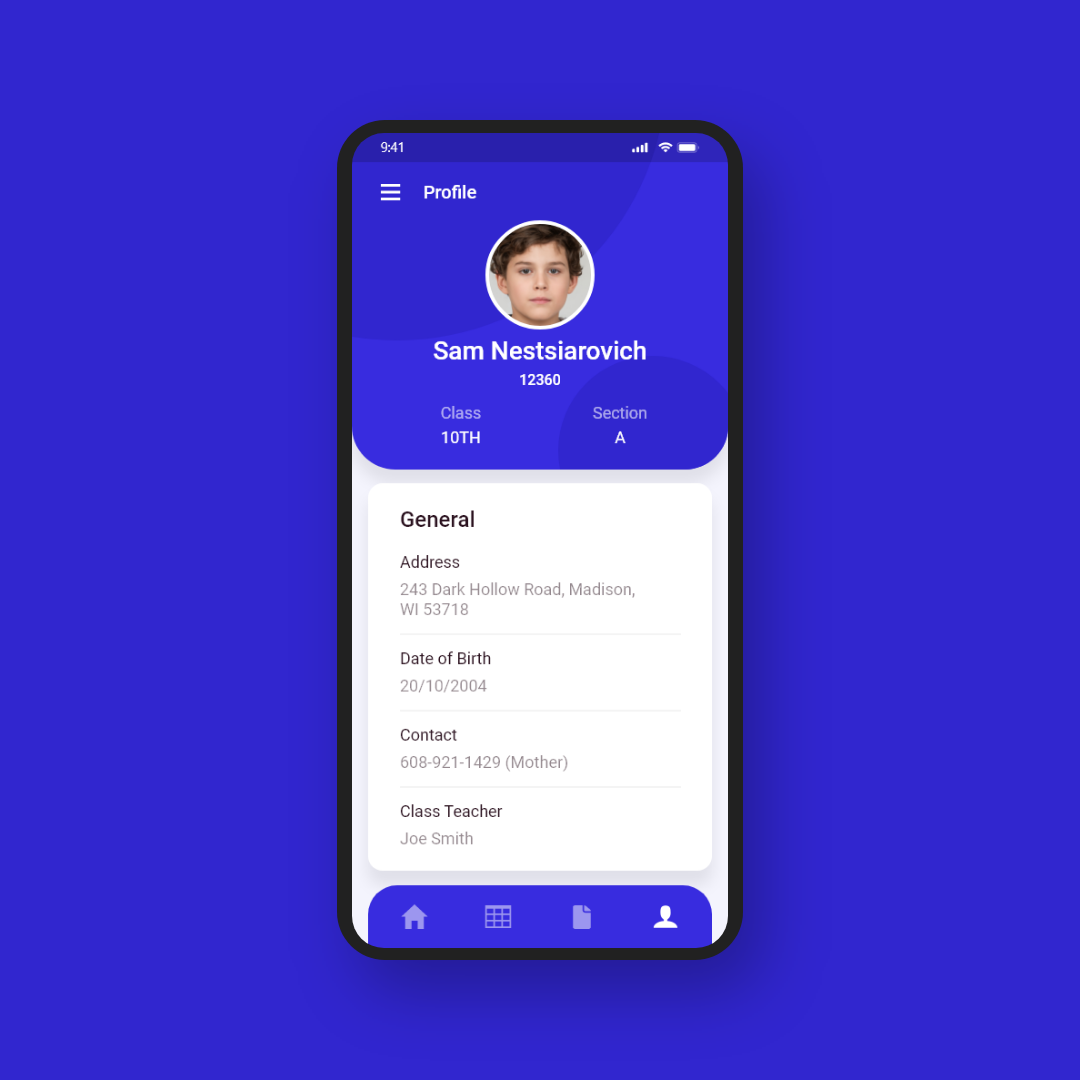 9:41
Profile
Sam Nestsiarovich
12360
Class
Section
10TH
A
General
Address
243 Dark Hollow Road, Madison,
WI 53718
Date of Birth
20/10/2004
Contact
608-921-1429 (Mother)
Class Teacher
Joe Smith